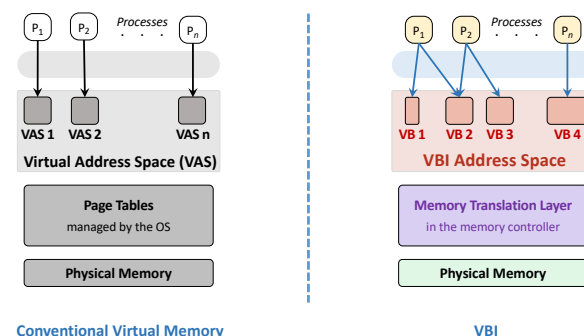 P1 P2 Processes . . . Pn
VAS 1 VAS 2 VAS n
Virtual Address Space (VAS)
Page Tables
managed by the OS
Physical Memory
Conventional Virtual Memory
P1 P2 Processes . . . Pn
VB 1 VB 2 VB 3 VB 4
VBI Address Space
Memory Translation Layer
in the memory controller
Physical Memory
VBI